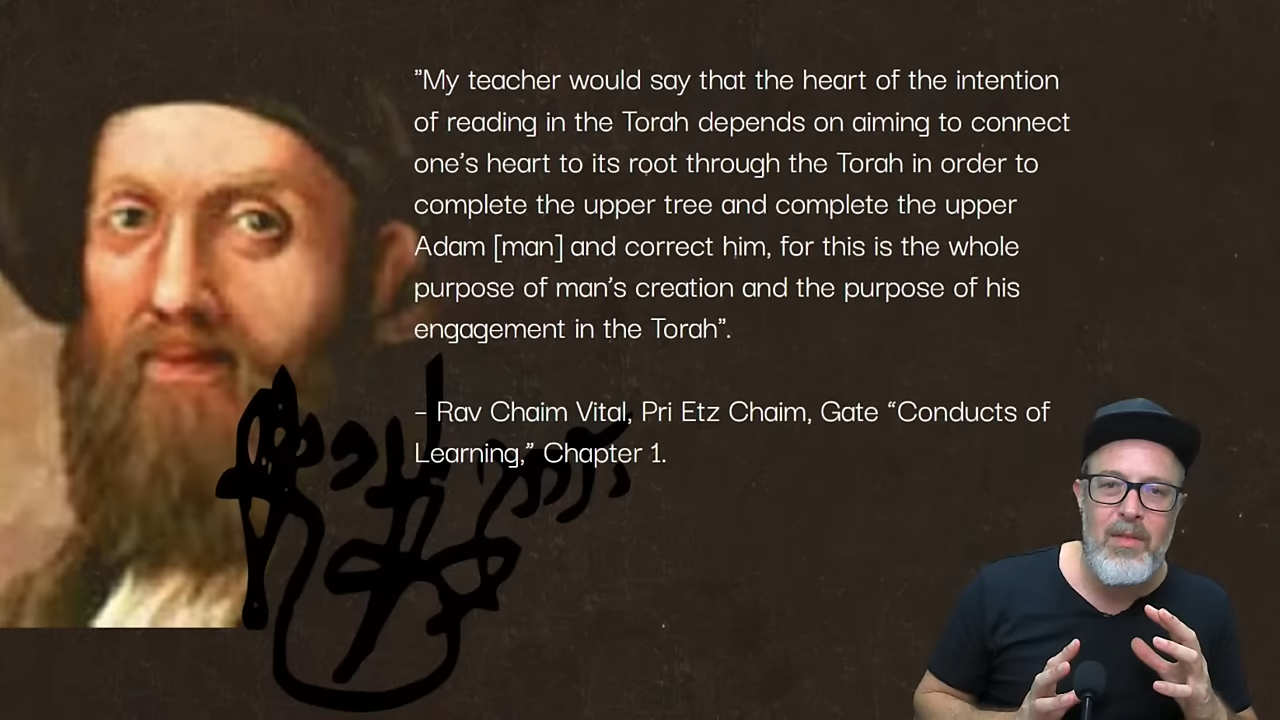 ”My teacher would say that the heart of the intention
of reading in the Torah depends on aiming to connect
one’s heart to its root through the Torah in order to
complete the upper tree and complete the upper
Adam [man] and correct him, for this is the whole
purpose of man’s creation and the purpose of his
engagement in the Torah”.
– Rav Chaim Vital, Pri Etz Chaim, Gate “Conducts of
Learning,” Chapter 1.